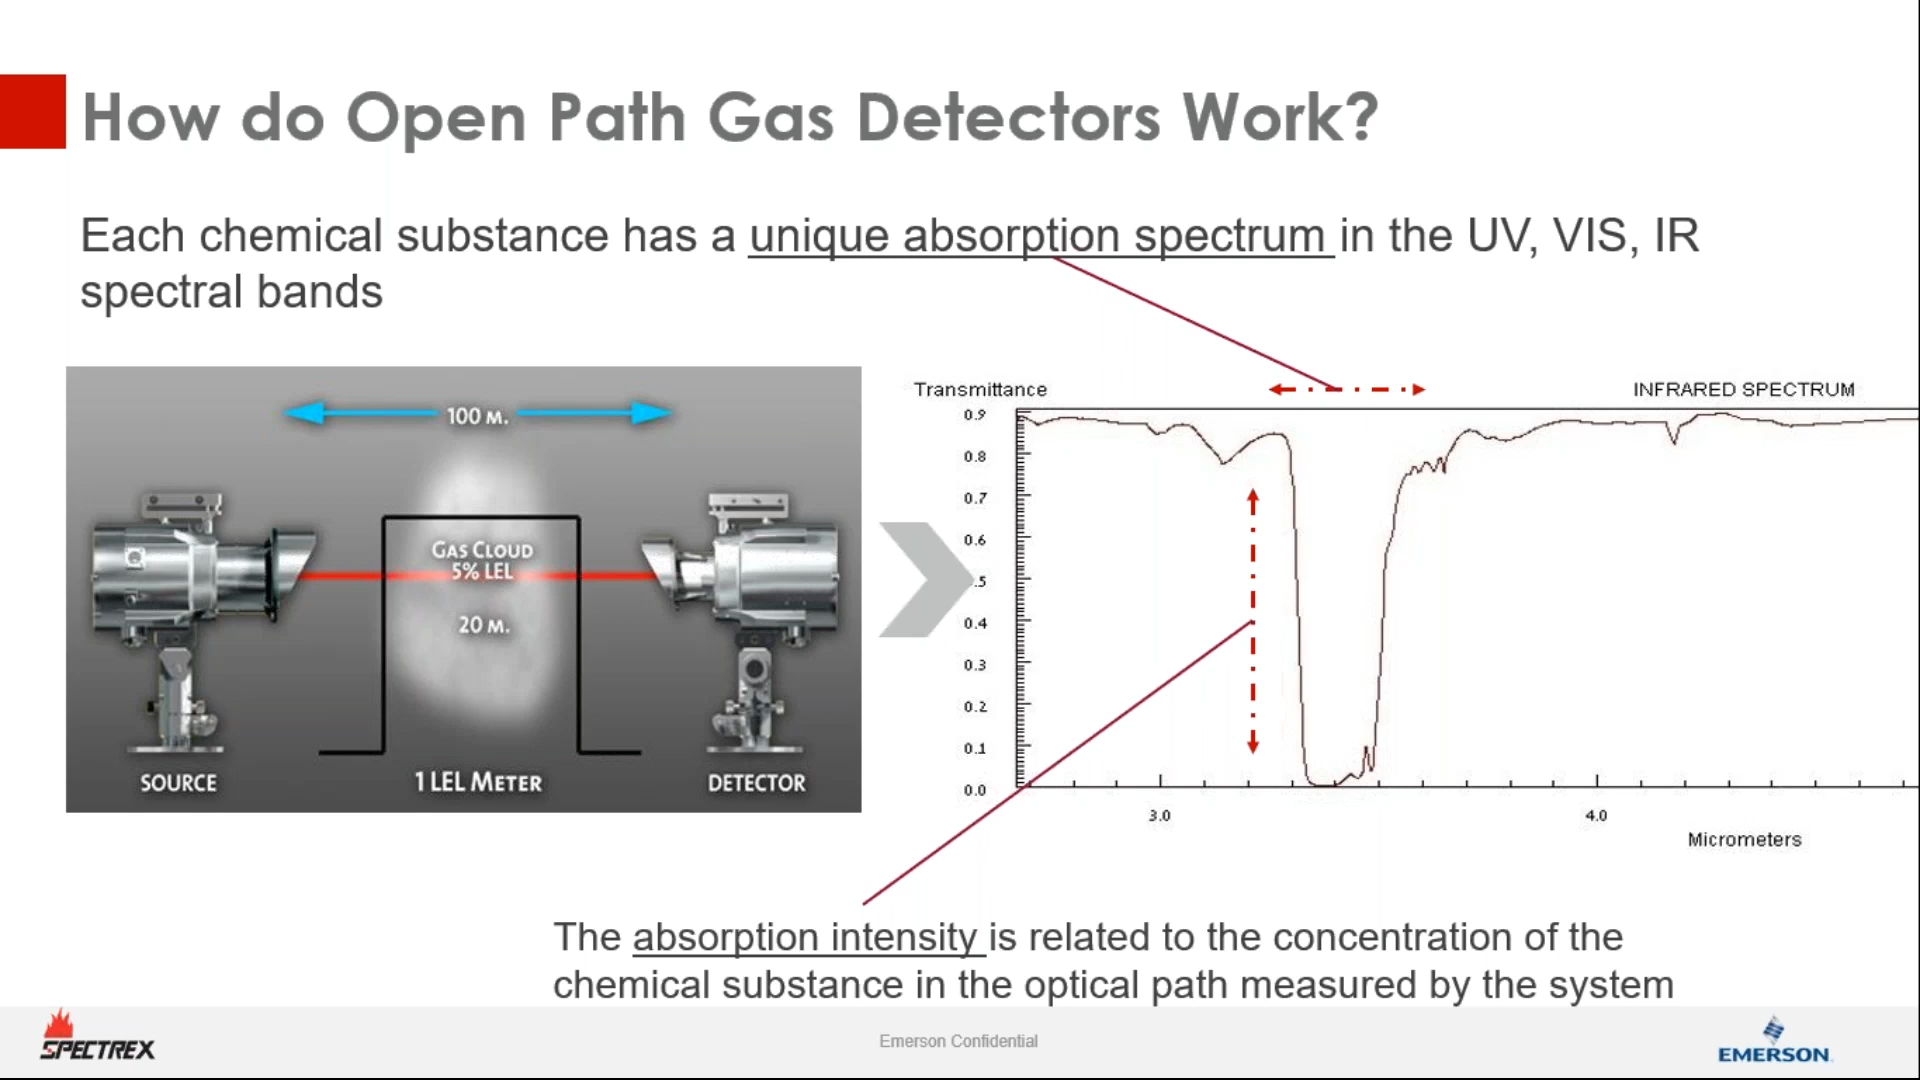 How do Open Path Gas Detectors Work?
Each chemical substance has a unique absorption spectrum in the UV, VIS, IR
spectral bands
100 M.
GAS CLOUD
5% LEL
20 M.
SOURCE
1 LEL METER
DETECTOR
Transmittance
INFRARED SPECTRUM
0.9
0.8
0.7
0.6
.5
0.4
0.3
0.2
0.1
0.0
3.0
4.0
Micrometers
The absorption intensity is related to the concentration of the
chemical substance in the optical path measured by the system
SPECTREX
Emerson Confidential
EMERSON